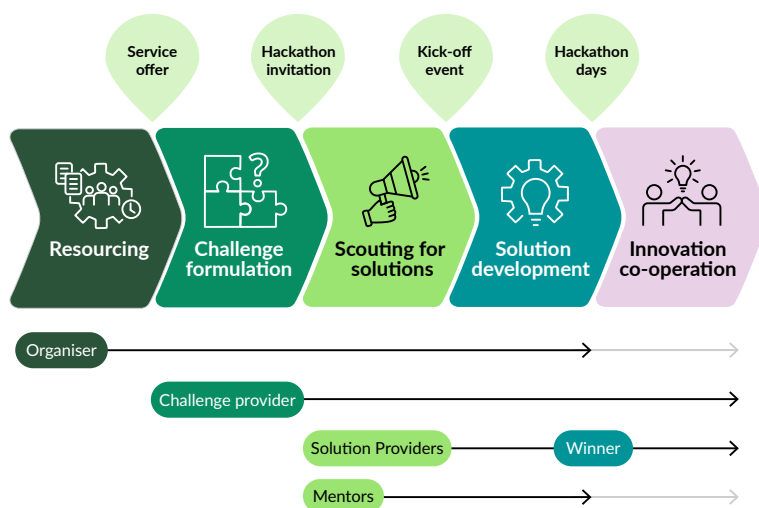 Service
offer
Hackathon
invitation
Kick-off
event
Hackathon
days
?
Resourcing
Challenge
formulation
Scouting for
solutions
Solution
development
Innovation
co-operation
Organiser
Challenge provider
Solution Providers
Winner
Mentors